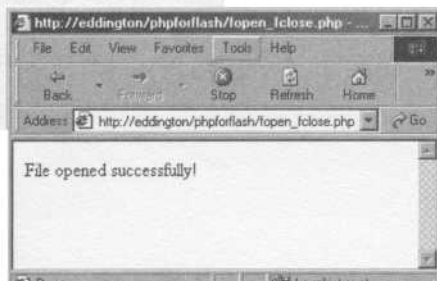 http://eddington/phpforflash/fopen_fclose.php - ...
File Edit View Favorites Tools Help
Back Forward Stop Refresh Home »
Address http://eddington/phpforflash/fopen_fclose.php Go
File opened successfully!